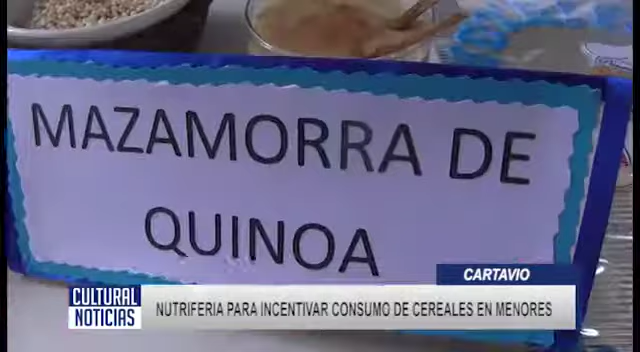 MAZAMORRA DE
QUINOA
CARTAVIO
CULTURAL
NOTICIAS
NUTRIFERIA PARA INCENTIVAR CONSUMO DE CEREALES EN MENORES